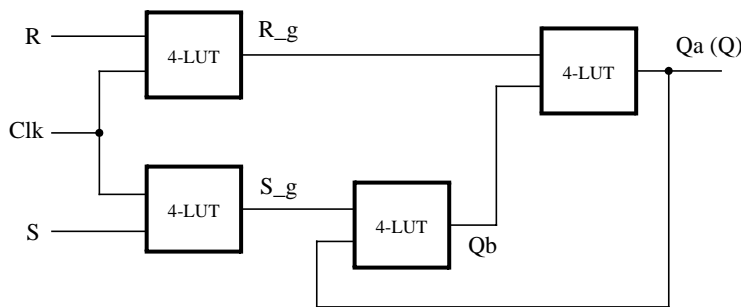 R
4-LUT
R_g
4-LUT
Qa (Q)
Clk
S
4-LUT
S_g
4-LUT
Qb